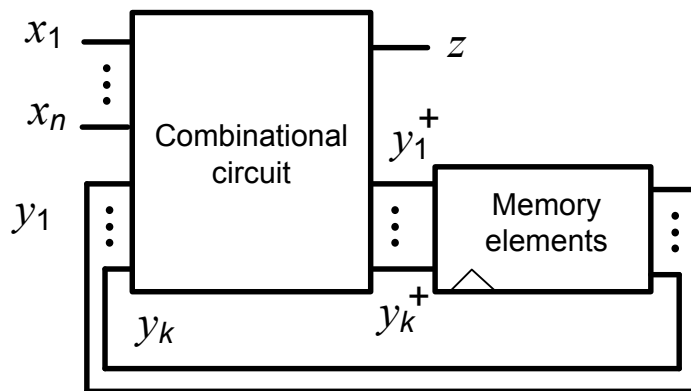 x₁
z
xₙ
Combinational
circuit
y₁⁺
y₁
Memory
elements
yₖ
yₖ⁺